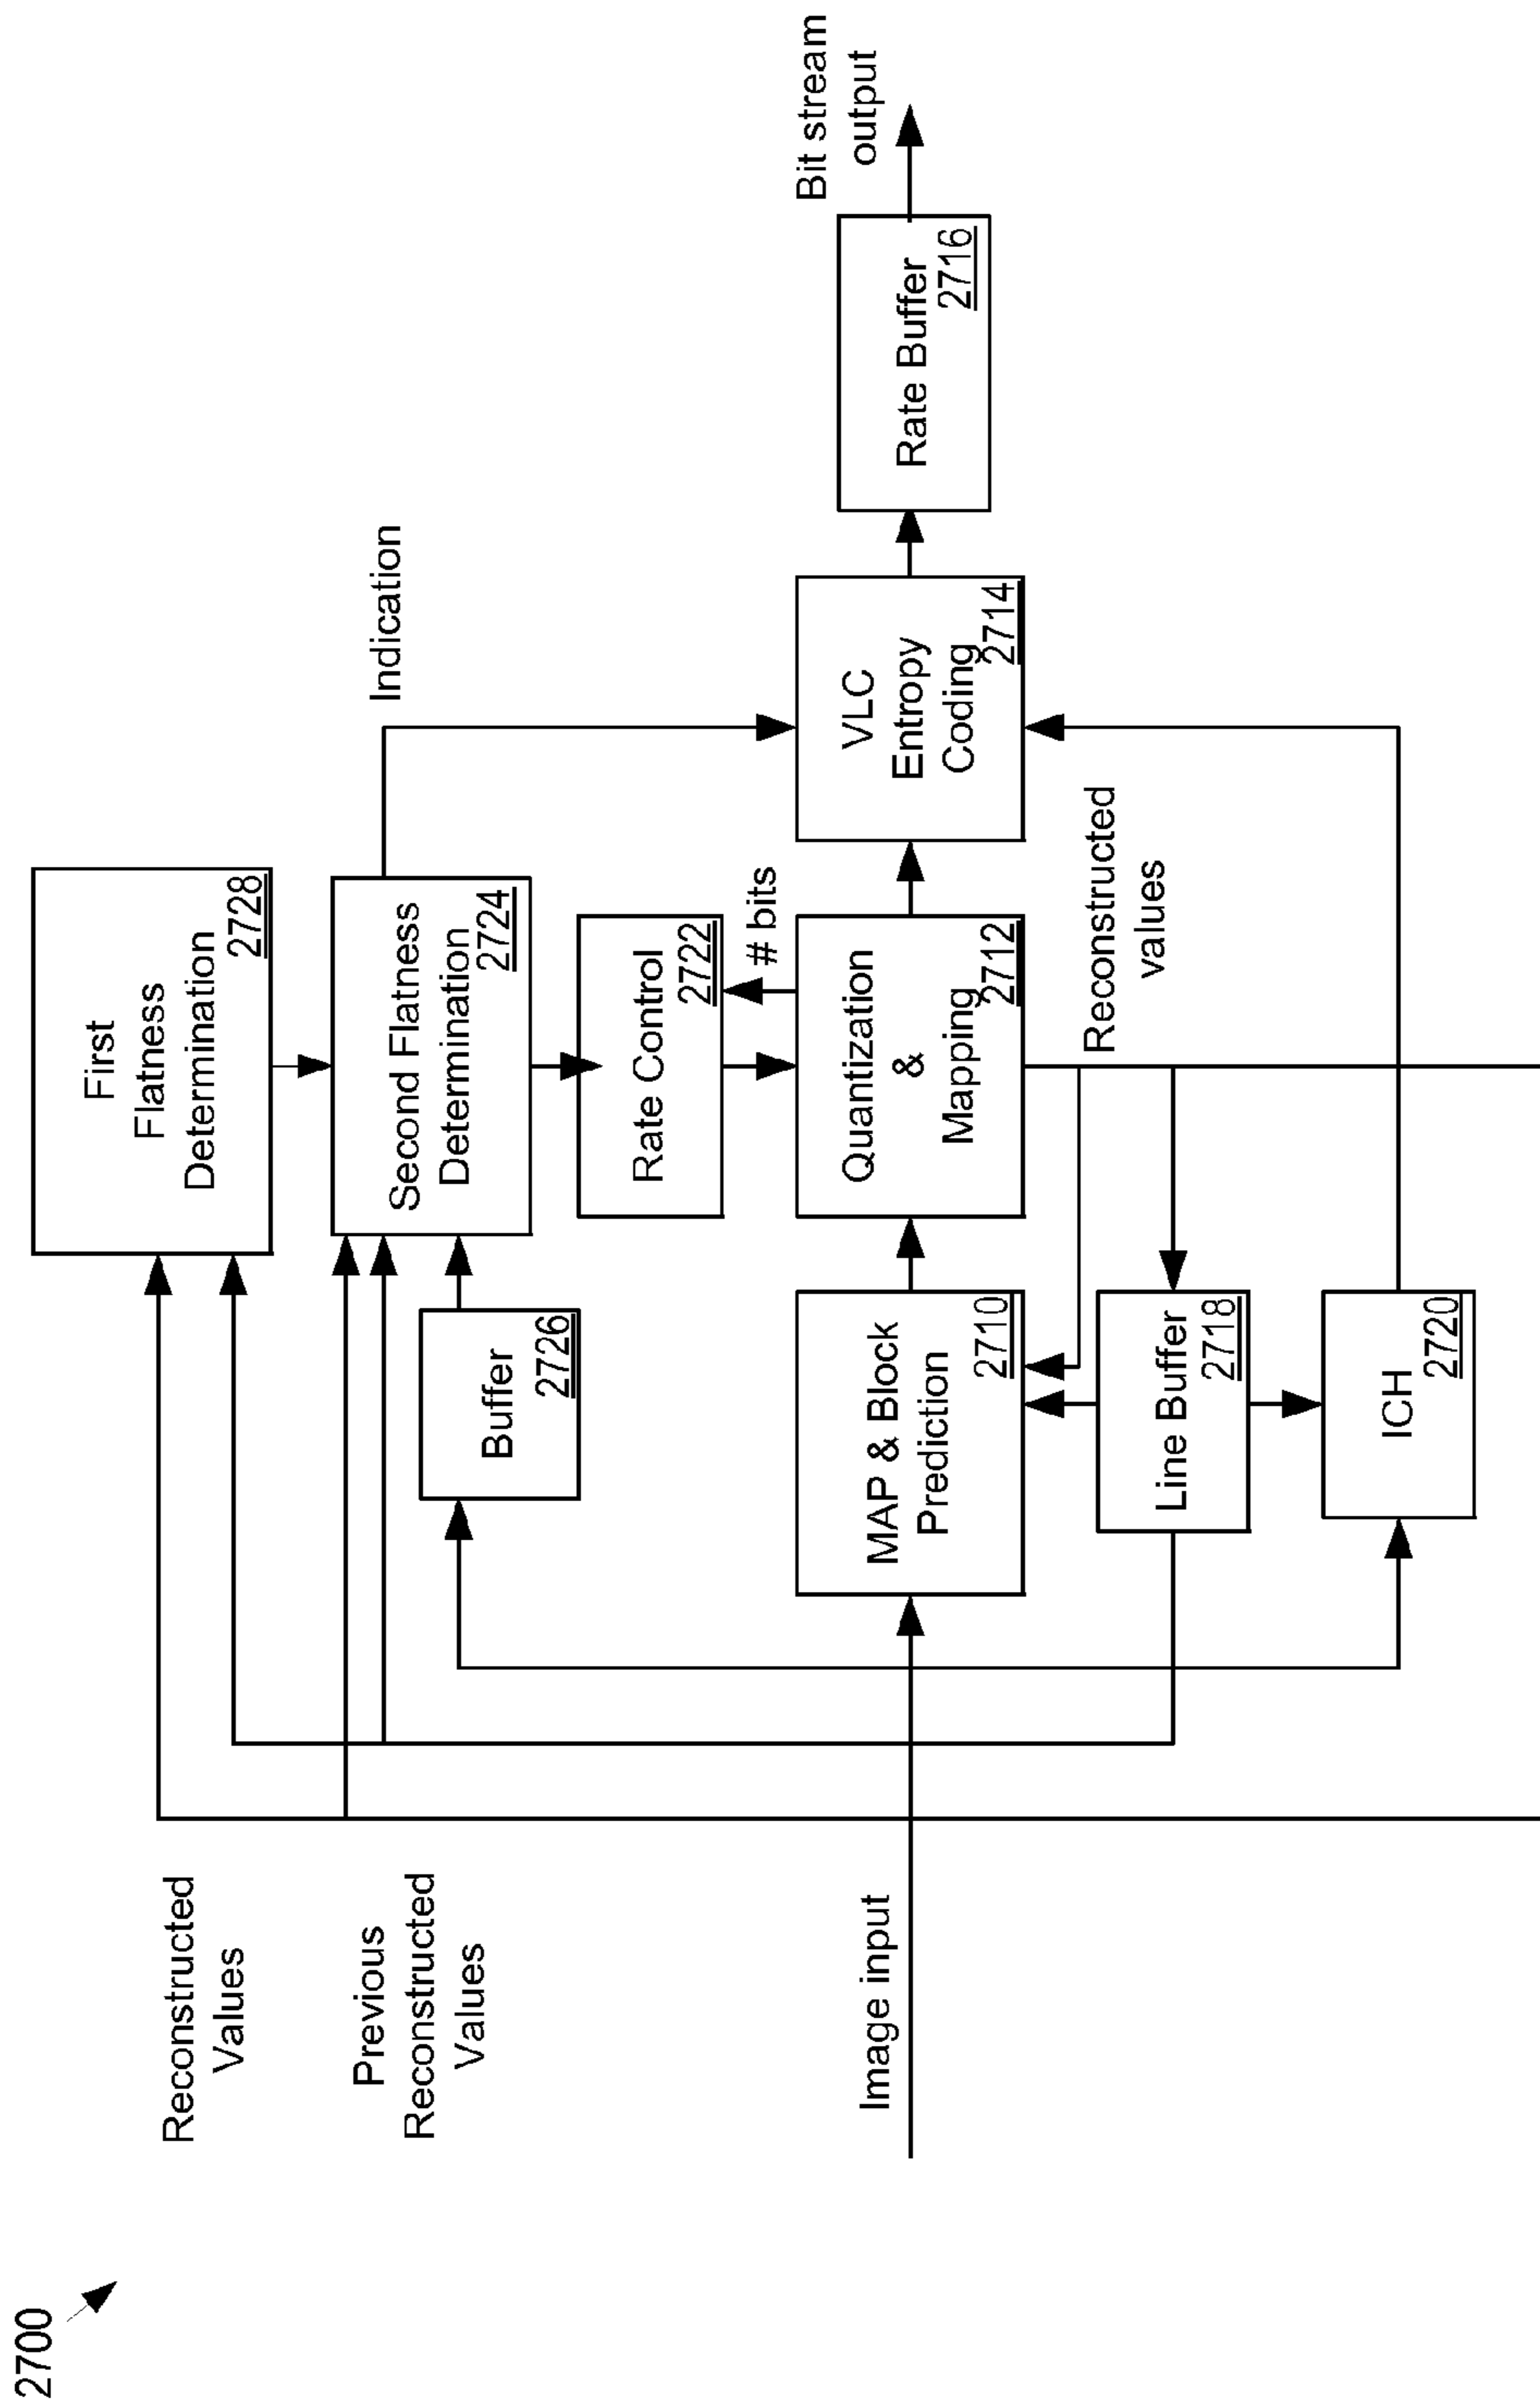 2700
Reconstructed
Values
Previous
Reconstructed
Values
Image input
First
Flatness
Determination
2728
Second Flatness
Determination
2724
Indication
Buffer
2726
Rate Control
2722
# bits
MAP & Block
Prediction
2710
Quantization
&
Mapping
2712
VLC
Entropy
Coding
2714
Rate Buffer
2716
Bit stream
output
Reconstructed
values
Line Buffer
2718
ICH
2720